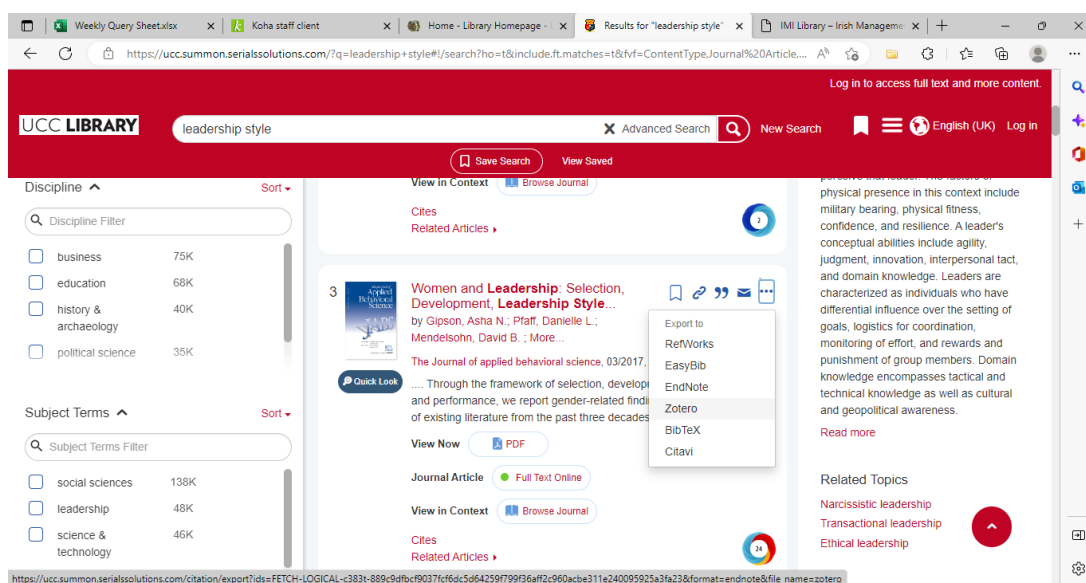 Weekly Query Sheet.xlsx
Koha staff client
Home - Library Homepage -
Results for "leadership style"
IMI Library – Irish Manageme
https://ucc.summon.serialssolutions.com/?q=leadership+style#!/search?ho=t&include.ft.matches=t&fvf=ContentType,Journal%20Article,...
Log in to access full text and more content.
UCC LIBRARY
leadership style
Advanced Search
New Search
English (UK)
Log in
Save Search
View Saved
Discipline
Sort
Discipline Filter
business 75K
education 68K
history & 40K
archaeology
political science 35K
Subject Terms
Sort
Subject Terms Filter
social sciences 138K
leadership 48K
science & 46K
technology
View in Context
Browse Journal
Cites
Related Articles
2
3
Applied
Behavioral
Science
JABS
Quick Look
Women and Leadership: Selection,
Development, Leadership Style...
by Gipson, Asha N.; Pfaff, Danielle L.;
Mendelsohn, David B. ; More...
The Journal of applied behavioral science, 03/2017,
.... Through the framework of selection, develop
and performance, we report gender-related findi
of existing literature from the past three decades
View Now
PDF
Journal Article
Full Text Online
View in Context
Browse Journal
Cites
Related Articles
24
Export to
RefWorks
EasyBib
EndNote
Zotero
BibTeX
Citavi
physical presence in this context include
military bearing, physical fitness,
confidence, and resilience. A leader's
conceptual abilities include agility,
judgment, innovation, interpersonal tact,
and domain knowledge. Leaders are
characterized as individuals who have
differential influence over the setting of
goals, logistics for coordination,
monitoring of effort, and rewards and
punishment of group members. Domain
knowledge encompasses tactical and
technical knowledge as well as cultural
and geopolitical awareness.
Read more
Related Topics
Narcissistic leadership
Transactional leadership
Ethical leadership
https://ucc.summon.serialssolutions.com/citation/export?ids=FETCH-LOGICAL-c383t-889c9dfbcf9037fcf6dc5d64259f799f36aff2c960acbe311e240095925a3fa23&format=endnote&file_name=zotero